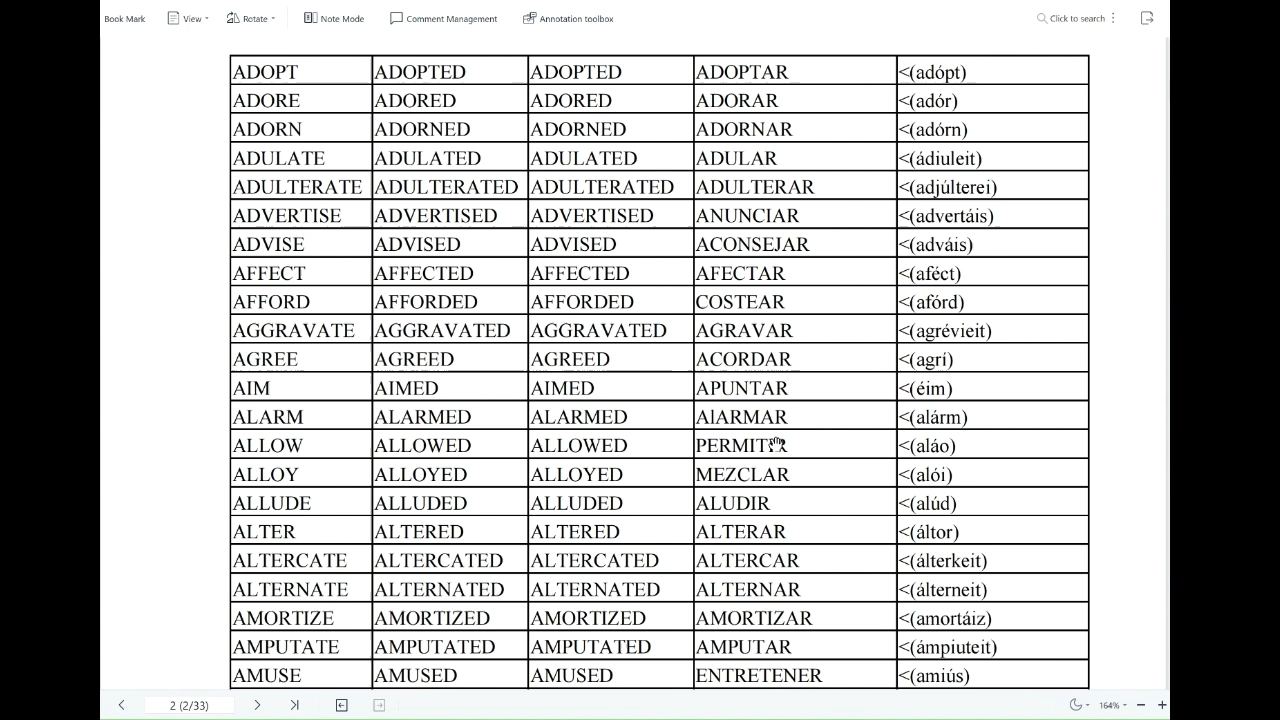 Book Mark View Rotate Note Mode Comment Management Annotation toolbox Click to search
ADOPT ADOPTED ADOPTED ADOPTAR <(adópt)
ADORE ADORED ADORED ADORAR <(adór)
ADORN ADORNED ADORNED ADORNAR <(adórn)
ADULATE ADULATED ADULATED ADULAR <(ádiuleit)
ADULTERATE ADULTERATED ADULTERATED ADULTERAR <(adjúlterei)
ADVERTISE ADVERTISED ADVERTISED ANUNCIAR <(advertáis)
ADVISE ADVISED ADVISED ACONSEJAR <(adváis)
AFFECT AFFECTED AFFECTED AFECTAR <(aféct)
AFFORD AFFORDED AFFORDED COSTEAR <(afórd)
AGGRAVATE AGGRAVATED AGGRAVATED AGRAVAR <(agrévieit)
AGREE AGREED AGREED ACORDAR <(agrí)
AIM AIMED AIMED APUNTAR <(éim)
ALARM ALARMED ALARMED AlARMAR <(alárm)
ALLOW ALLOWED ALLOWED PERMITIR <(aláo)
ALLOY ALLOYED ALLOYED MEZCLAR <(alói)
ALLUDE ALLUDED ALLUDED ALUDIR <(alúd)
ALTER ALTERED ALTERED ALTERAR <(áltor)
ALTERCATE ALTERCATED ALTERCATED ALTERCAR <(álterkeit)
ALTERNATE ALTERNATED ALTERNATED ALTERNAR <(álterneit)
AMORTIZE AMORTIZED AMORTIZED AMORTIZAR <(amortáiz)
AMPUTATE AMPUTATED AMPUTATED AMPUTAR <(ámpiuteit)
AMUSE AMUSED AMUSED ENTRETENER <(amiús)
2 (2/33) 164%